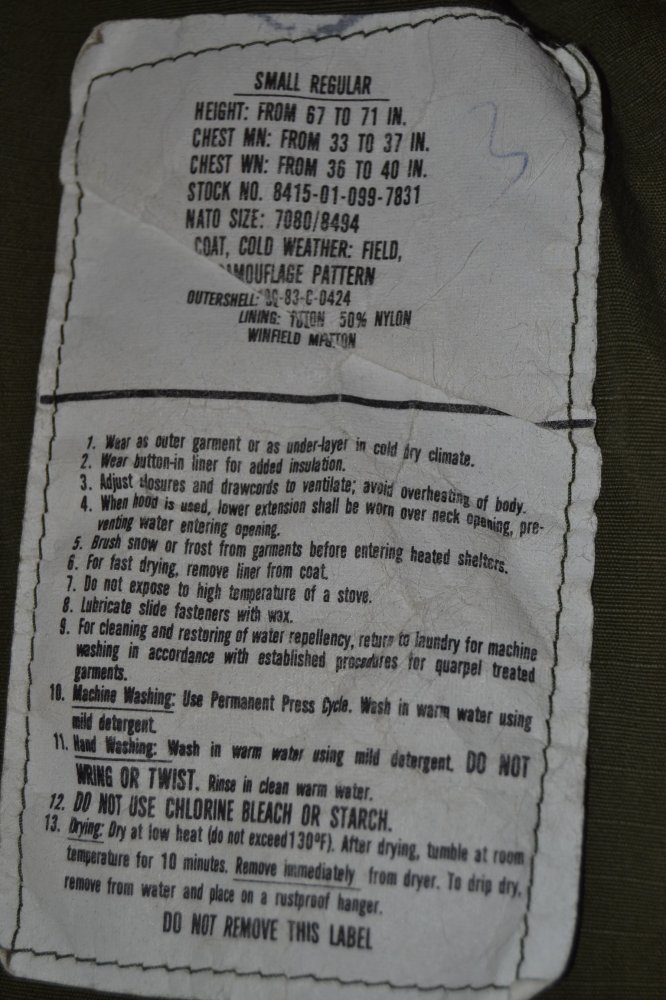 SMALL REGULAR
HEIGHT: FROM 67 TO 71 IN.
CHEST MN: FROM 33 TO 37 IN.
CHEST WN: FROM 36 TO 40 IN.
STOCK NO. 8415-01-099-7831
NATO SIZE: 7080/8494
COAT, COLD WEATHER: FIELD,
AMOUFLAGE PATTERN
OUTERSHELL: -83-C-0424
LINING: 50% NYLON
WINFIELD
1. Wear as outer garment or as under-layer in cold dry climate.
2. Wear button-in liner for added insulation.
3. Adjust closures and drawcords to ventilate; avoid overheating of body.
4. When hood is used, lower extension shall be worn over neck opening, pre-
venting water entering opening.
5. Brush snow or frost from garments before entering heated shelters.
6. For fast drying, remove liner from coat.
7. Do not expose to high temperature of a stove.
8. Lubricate slide fasteners with wax.
9. For cleaning and restoring of water repellency, return to laundry for machine
washing in accordance with established procedures for quarpel treated
garments.
10. Machine Washing: Use Permanent Press Cycle. Wash in warm water using
mild detergent.
11. Hand Washing: Wash in warm water using mild detergent. DO NOT
WRING OR TWIST. Rinse in clean warm water.
12. DO NOT USE CHLORINE BLEACH OR STARCH.
13. Drying: Dry at low heat (do not exceed 130°F). After drying, tumble at room
temperature for 10 minutes. Remove immediately from dryer. To drip dry,
remove from water and place on a rustproof hanger.
DO NOT REMOVE THIS LABEL